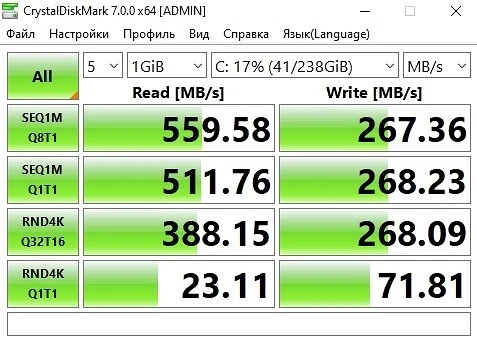 CrystalDiskMark 7.0.0 x64 [ADMIN]
Файл Настройки Профиль Вид Справка Язык(Language)
All 5 1GiB C: 17% (41/238GiB) MB/s
Read [MB/s] Write [MB/s]
SEQ1M
Q8T1 559.58 267.36
SEQ1M
Q1T1 511.76 268.23
RND4K
Q32T16 388.15 268.09
RND4K
Q1T1 23.11 71.81